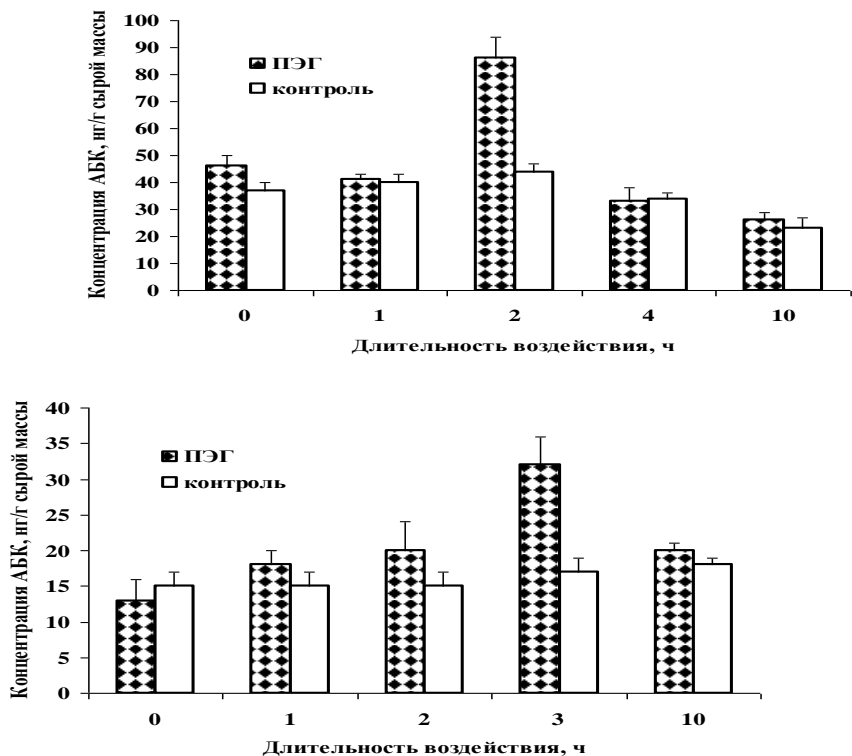 Концентрация АБК, нг/г сырой массы
100
90
80
70
60
50
40
30
20
10
0
ПЭГ
контроль
0 1 2 4 10
Длительность воздействия, ч
Концентрация АБК, нг/г сырой массы
40
35
30
25
20
15
10
5
0
ПЭГ
контроль
0 1 2 3 10
Длительность воздействия, ч